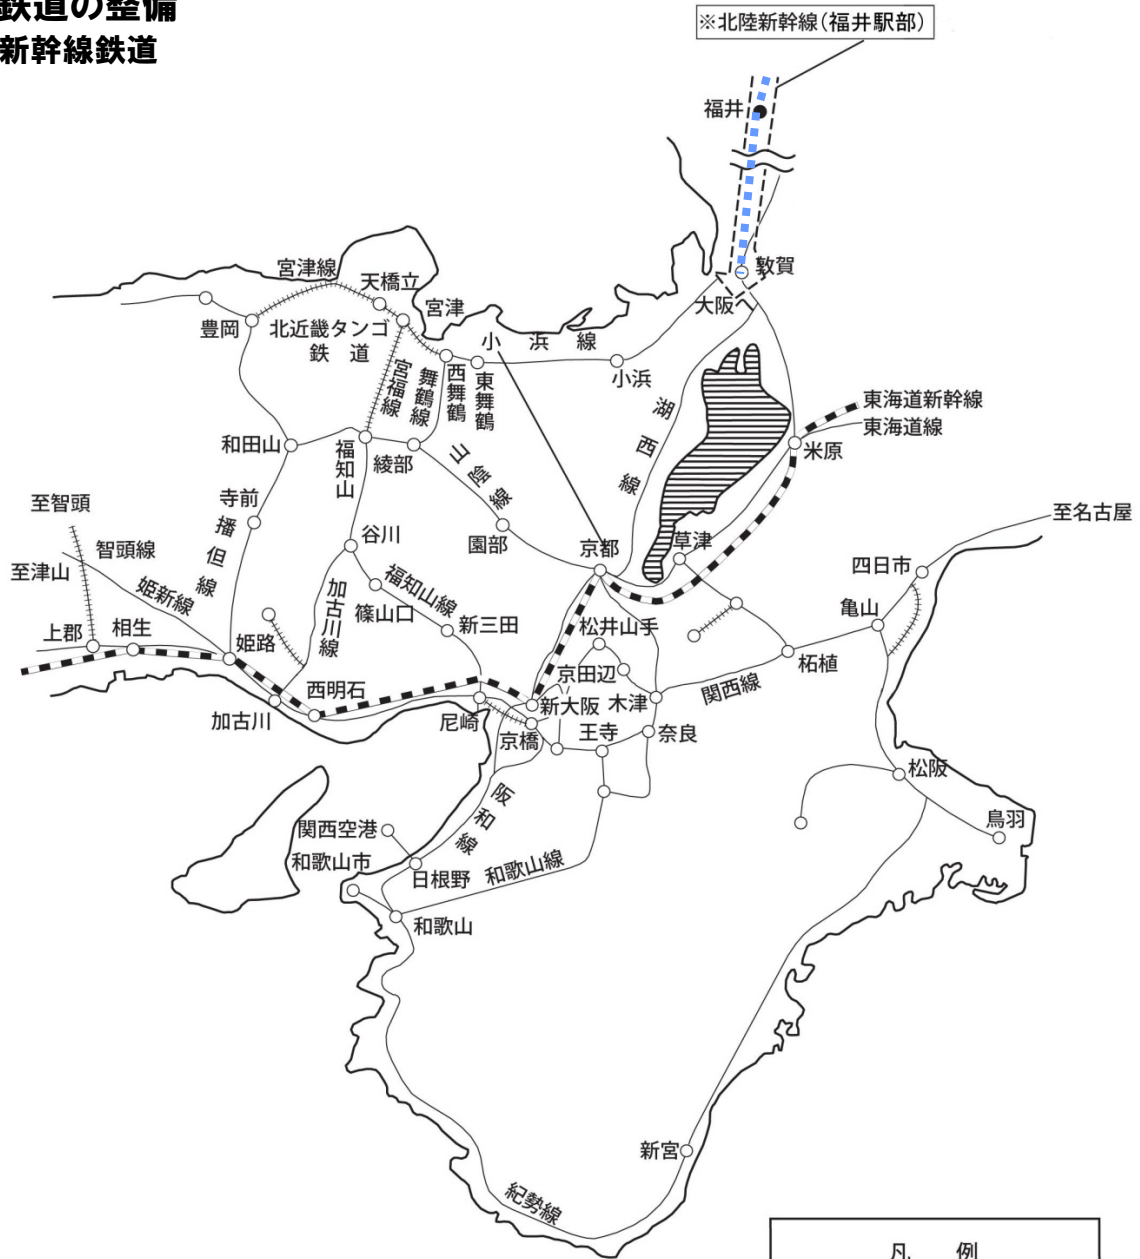 鉄道の整備
新幹線鉄道
※北陸新幹線（福井駅部）
福井
敦賀
大阪
宮津線
天橋立
宮津
小浜線
豊岡
北近畿タンゴ
鉄道
宮福線
舞鶴線
西舞鶴
東舞鶴
小浜
湖西線
東海道新幹線
東海道線
米原
和田山
福知山
綾部
山陰線
至智頭
寺前
播但線
谷川
園部
京都
草津
至名古屋
智頭線
至津山
姫新線
加古川線
福知山線
篠山口
新三田
四日市
亀山
上郡
相生
姫路
松井山手
京田辺
柘植
西明石
関西線
加古川
尼崎
新大阪
木津
京橋
王寺
奈良
松阪
阪和線
鳥羽
関西空港
和歌山市
日根野
和歌山線
和歌山
新宮
紀勢線
凡例